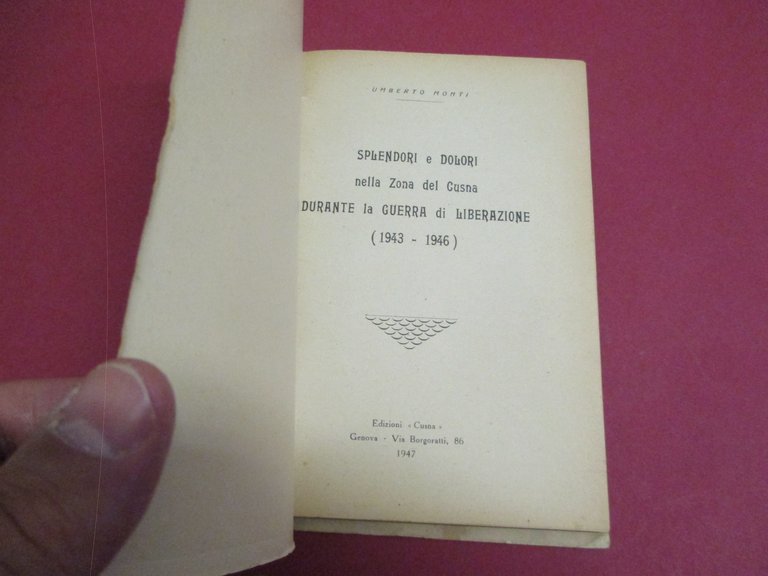 UMBERTO MONTI
SPLENDORI e DOLORI
nella Zona del Cusna
DURANTE la GUERRA di LIBERAZIONE
(1943 - 1946)
Edizioni « Cusna »
Genova - Via Borgoratti, 86
1947